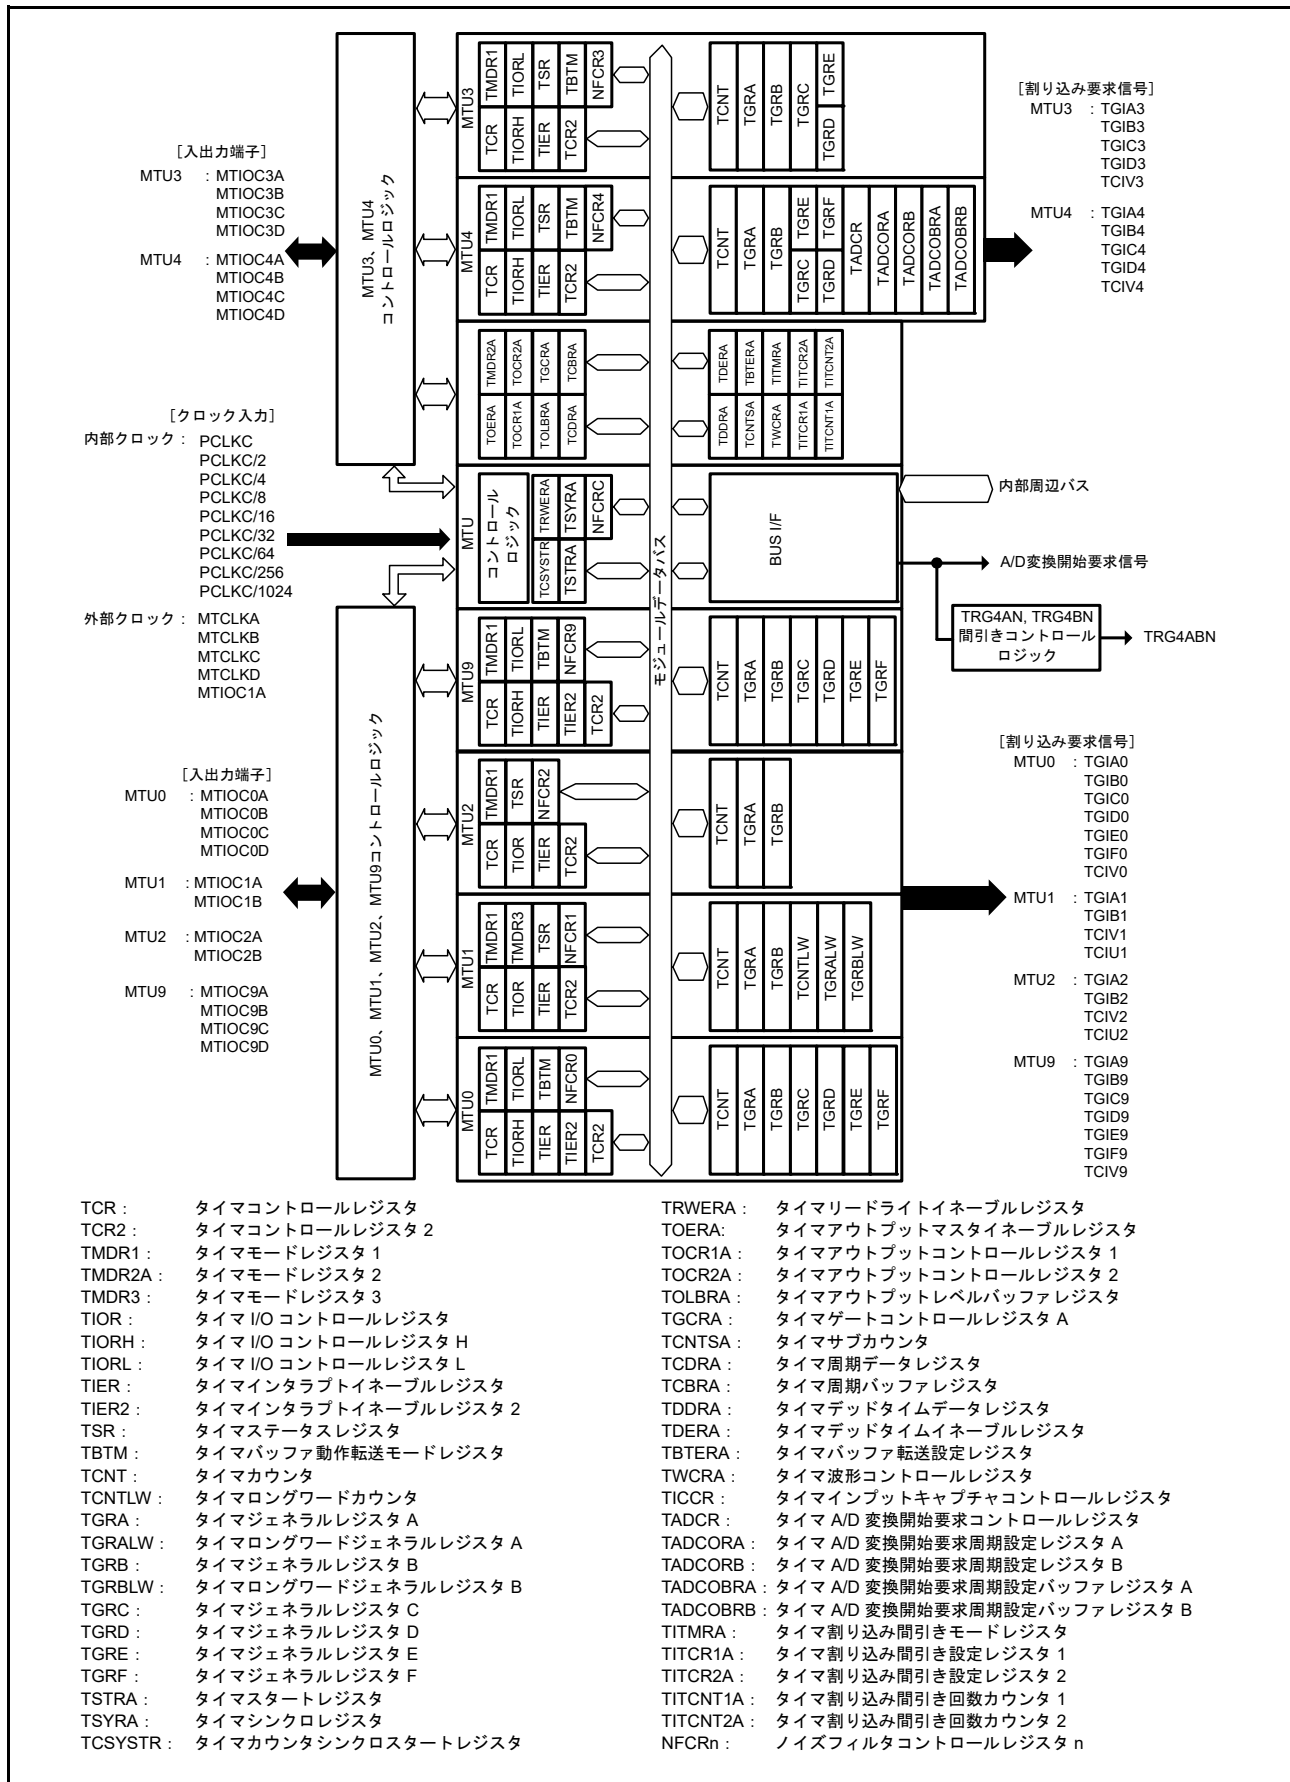 [入出力端子]
MTU3 : MTIOC3A
MTIOC3B
MTIOC3C
MTIOC3D
MTU4 : MTIOC4A
MTIOC4B
MTIOC4C
MTIOC4D
[クロック入力]
内部クロック : PCLKC
PCLKC/2
PCLKC/4
PCLKC/8
PCLKC/16
PCLKC/32
PCLKC/64
PCLKC/256
PCLKC/1024
外部クロック : MTCLKA
MTCLKB
MTCLKC
MTCLKD
MTIOC1A
[入出力端子]
MTU0 : MTIOC0A
MTIOC0B
MTIOC0C
MTIOC0D
MTU1 : MTIOC1A
MTIOC1B
MTU2 : MTIOC2A
MTIOC2B
MTU9 : MTIOC9A
MTIOC9B
MTIOC9C
MTIOC9D
MTU3、MTU4
コントロールロジック
MTU0、MTU1、MTU2、MTU9コントロールロジック
MTU3
TMDR1 TIORL TSR TBTM NFCR3
TCR TIORH TIER TCR2
TCNT TGRA TGRB TGRC TGRD TGRE
MTU4
TMDR1 TIORL TSR TBTM NFCR4
TCR TIORH TIER TCR2
TCNT TGRA TGRB TGRC TGRE TGRD TGRF TADCR TADCORA TADCORB TADCOBRA TADCOBRB
TMDR2A TOCR2A TGCRA TCBRA
TOERA TOCR1A TOLBRA TCDRA
TDERA TBTERA TITMRA TITCR2A TITCNT2A
TDDRA TCNTSA TWCRA TITCR1A TITCNT1A
MTU
コントロール
ロジック
TRWERA TSYRA NFCRC
TCSYSTR TSTRA
BUS I/F
モジュールデータバス
MTU9
TMDR1 TIORL TBTM NFCR9
TCR TIORH TIER TIER2 TCR2
TCNT TGRA TGRB TGRC TGRD TGRE TGRF
MTU2
TMDR1 TSR NFCR2
TCR TIOR TIER TCR2
TCNT TGRA TGRB
MTU1
TMDR1 TMDR3 TSR NFCR1
TCR TIOR TIER TCR2
TCNT TGRA TGRB TCNTLW TGRALW TGRBLW
MTU0
TMDR1 TIORL TBTM NFCR0
TCR TIORH TIER TIER2 TCR2
TCNT TGRA TGRB TGRC TGRD TGRE TGRF
[割り込み要求信号]
MTU3 : TGIA3
TGIB3
TGIC3
TGID3
TCIV3
MTU4 : TGIA4
TGIB4
TGIC4
TGID4
TCIV4
内部周辺バス
A/D変換開始要求信号
TRG4AN, TRG4BN
間引きコントロール
ロジック
TRG4ABN
[割り込み要求信号]
MTU0 : TGIA0
TGIB0
TGIC0
TGID0
TGIE0
TGIF0
TCIV0
MTU1 : TGIA1
TGIB1
TCIV1
TCIU1
MTU2 : TGIA2
TGIB2
TCIV2
TCIU2
MTU9 : TGIA9
TGIB9
TGIC9
TGID9
TGIE9
TGIF9
TCIV9
TCR : タイマコントロールレジスタ
TCR2 : タイマコントロールレジスタ 2
TMDR1 : タイマモードレジスタ 1
TMDR2A : タイマモードレジスタ 2
TMDR3 : タイマモードレジスタ 3
TIOR : タイマ I/O コントロールレジスタ
TIORH : タイマ I/O コントロールレジスタ H
TIORL : タイマ I/O コントロールレジスタ L
TIER : タイマインタラプトイネーブルレジスタ
TIER2 : タイマインタラプトイネーブルレジスタ 2
TSR : タイマステータスレジスタ
TBTM : タイマバッファ動作転送モードレジスタ
TCNT : タイマカウンタ
TCNTLW : タイマロングワードカウンタ
TGRA : タイマジェネラルレジスタ A
TGRALW : タイマロングワードジェネラルレジスタ A
TGRB : タイマジェネラルレジスタ B
TGRBLW : タイマロングワードジェネラルレジスタ B
TGRC : タイマジェネラルレジスタ C
TGRD : タイマジェネラルレジスタ D
TGRE : タイマジェネラルレジスタ E
TGRF : タイマジェネラルレジスタ F
TSTRA : タイマスタートレジスタ
TSYRA : タイマシンクロレジスタ
TCSYSTR : タイマカウンタシンクロスタートレジスタ
TRWERA : タイマリードライトイネーブルレジスタ
TOERA: タイマアウトプットマスタイネーブルレジスタ
TOCR1A : タイマアウトプットコントロールレジスタ 1
TOCR2A : タイマアウトプットコントロールレジスタ 2
TOLBRA : タイマアウトプットレベルバッファレジスタ
TGCRA : タイマゲートコントロールレジスタ A
TCNTSA : タイマサブカウンタ
TCDRA : タイマ周期データレジスタ
TCBRA : タイマ周期バッファレジスタ
TDDRA : タイマデッドタイムデータレジスタ
TDERA : タイマデッドタイムイネーブルレジスタ
TBTERA : タイマバッファ転送設定レジスタ
TWCRA : タイマ波形コントロールレジスタ
TICCR : タイマインプットキャプチャコントロールレジスタ
TADCR : タイマ A/D 変換開始要求コントロールレジスタ
TADCORA : タイマ A/D 変換開始要求周期設定レジスタ A
TADCORB : タイマ A/D 変換開始要求周期設定レジスタ B
TADCOBRA : タイマ A/D 変換開始要求周期設定バッファレジスタ A
TADCOBRB : タイマ A/D 変換開始要求周期設定バッファレジスタ B
TITMRA : タイマ割り込み間引きモードレジスタ
TITCR1A : タイマ割り込み間引き設定レジスタ 1
TITCR2A : タイマ割り込み間引き設定レジスタ 2
TITCNT1A : タイマ割り込み間引き回数カウンタ 1
TITCNT2A : タイマ割り込み間引き回数カウンタ 2
NFCRn : ノイズフィルタコントロールレジスタ n